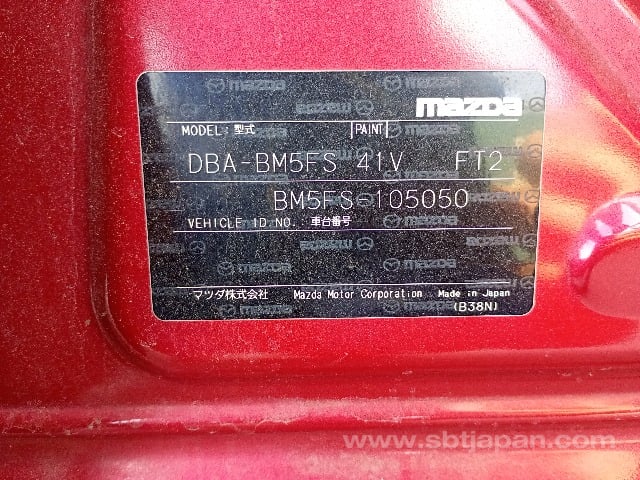 mazda
MODEL: 型式 PAINT
DBA-BM5FS 41V FT2
BM5FS-105050
VEHICLE ID.NO.: 車台番号
マツダ株式会社 Mazda Motor Corporation Made in Japan
(B38N)
www.sbtjapan.com